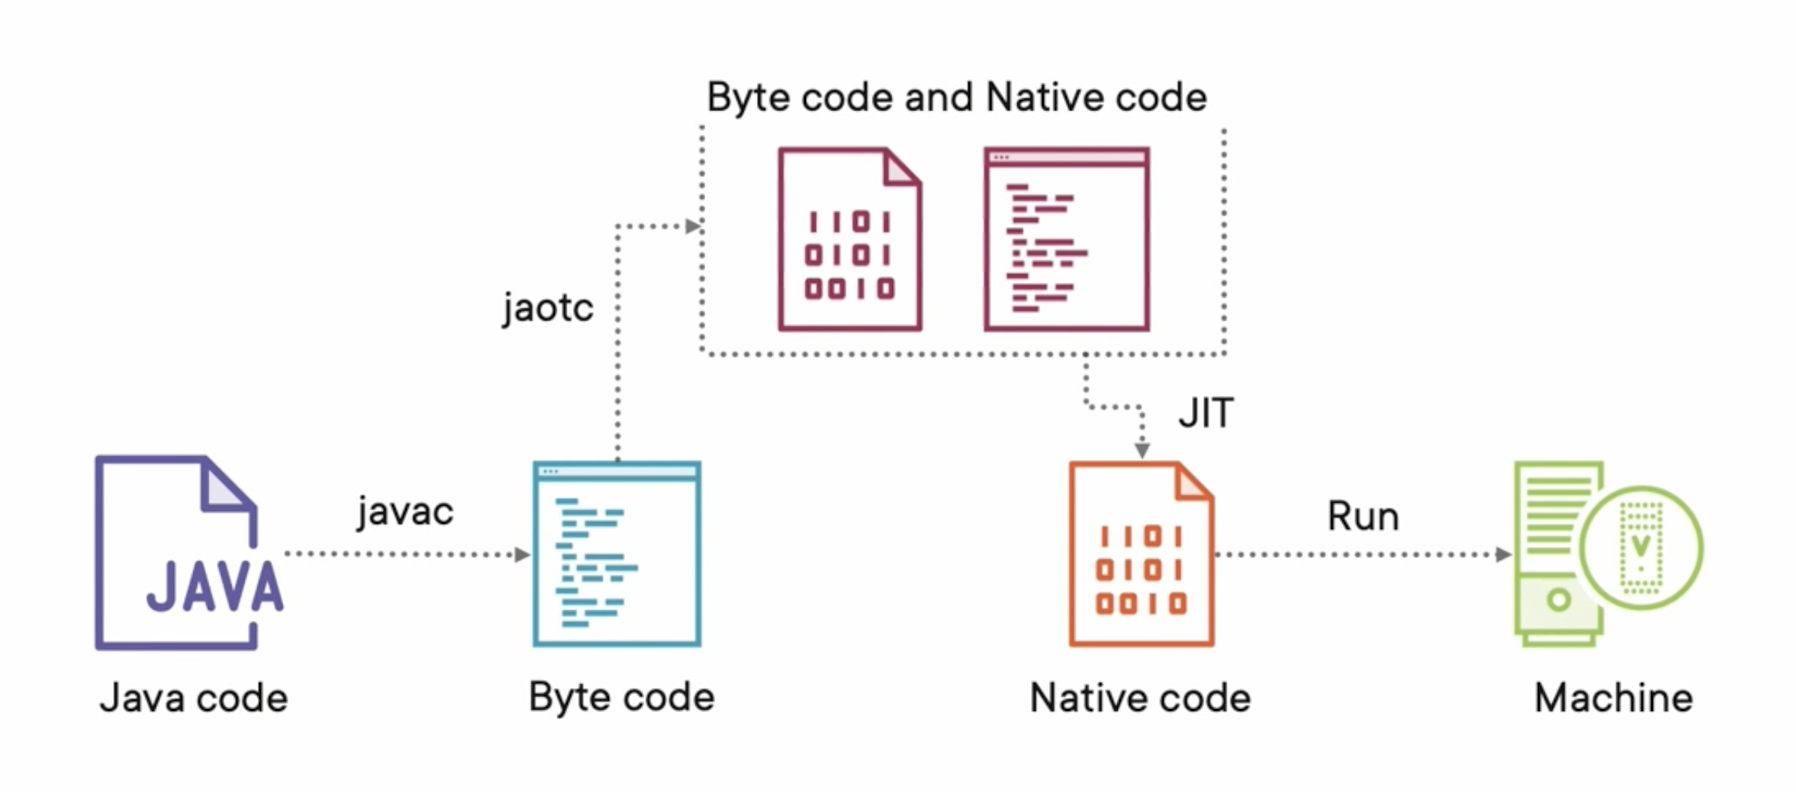 Byte code and Native code
1101
0101
0010
jaotc
JIT
javac
JAVA
1101
0101
0010
Run
Java code
Byte code
Native code
Machine